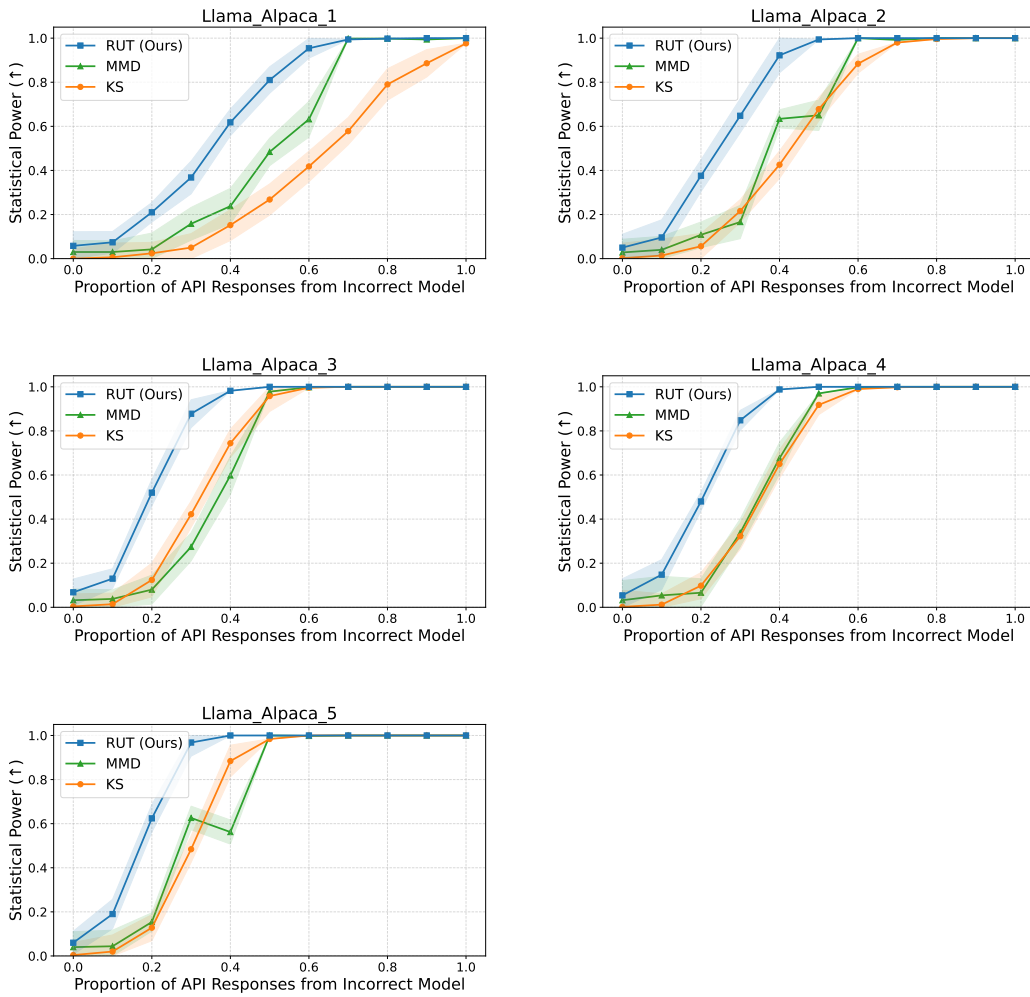 Llama_Alpaca_1
Statistical Power (↑)
1.0
0.8
0.6
0.4
0.2
0.0
RUT (Ours)
MMD
KS
0.0 0.2 0.4 0.6 0.8 1.0
Proportion of API Responses from Incorrect Model
Llama_Alpaca_2
Statistical Power (↑)
1.0
0.8
0.6
0.4
0.2
0.0
RUT (Ours)
MMD
KS
0.0 0.2 0.4 0.6 0.8 1.0
Proportion of API Responses from Incorrect Model
Llama_Alpaca_3
Statistical Power (↑)
1.0
0.8
0.6
0.4
0.2
0.0
RUT (Ours)
MMD
KS
0.0 0.2 0.4 0.6 0.8 1.0
Proportion of API Responses from Incorrect Model
Llama_Alpaca_4
Statistical Power (↑)
1.0
0.8
0.6
0.4
0.2
0.0
RUT (Ours)
MMD
KS
0.0 0.2 0.4 0.6 0.8 1.0
Proportion of API Responses from Incorrect Model
Llama_Alpaca_5
Statistical Power (↑)
1.0
0.8
0.6
0.4
0.2
0.0
RUT (Ours)
MMD
KS
0.0 0.2 0.4 0.6 0.8 1.0
Proportion of API Responses from Incorrect Model